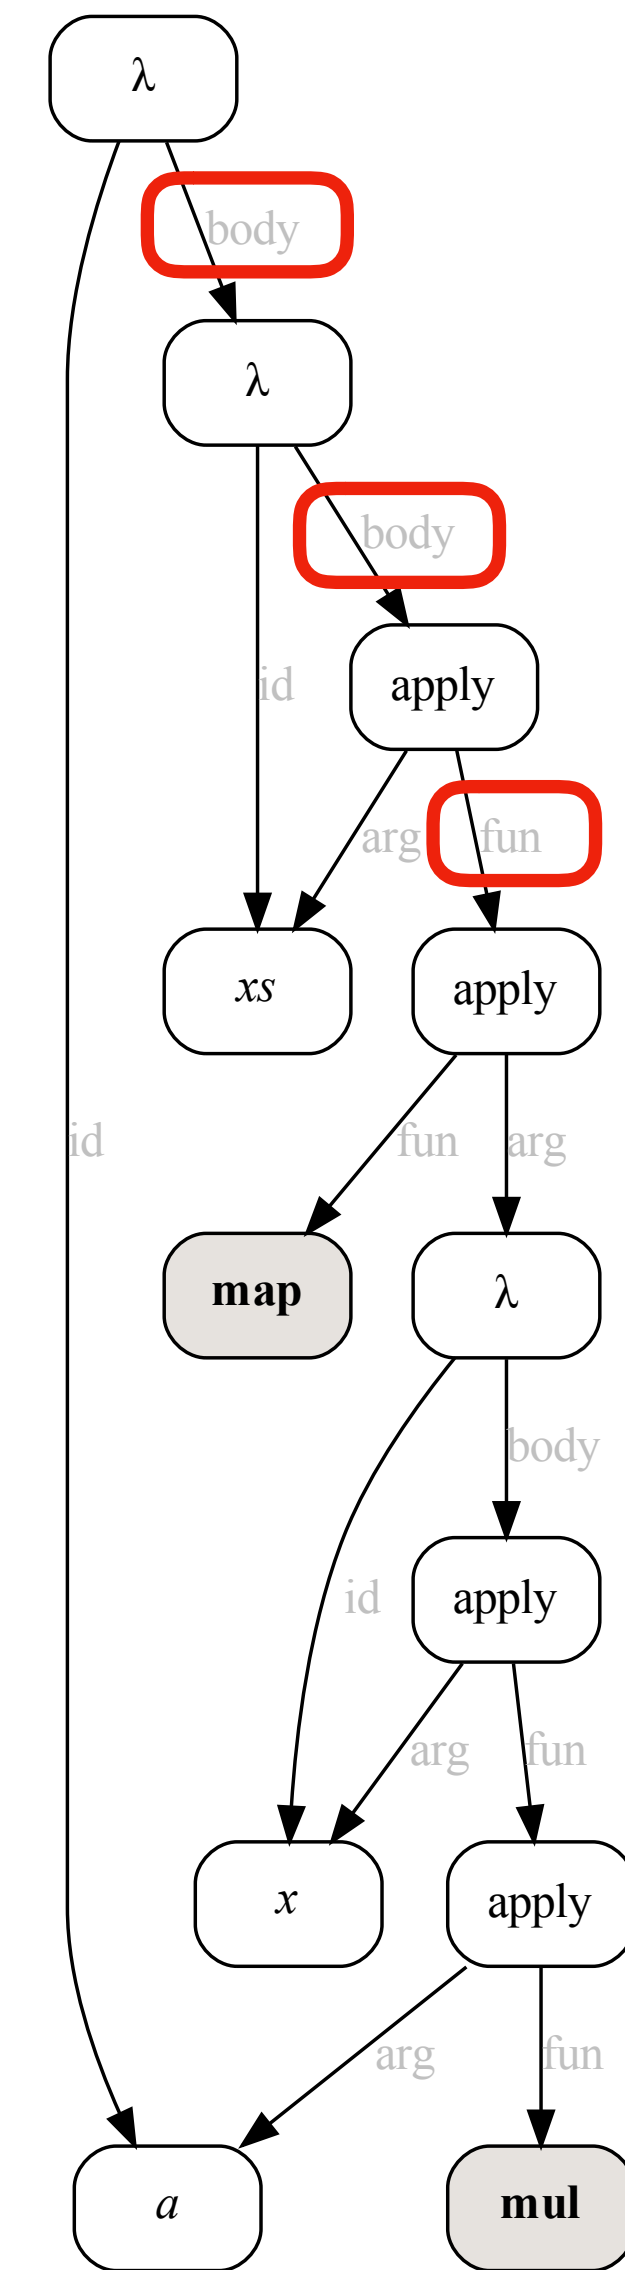 λ
body
λ
body
id
apply
arg
fun
xs
apply
id
fun
arg
map
λ
body
id
apply
arg
fun
x
apply
arg
fun
a
mul